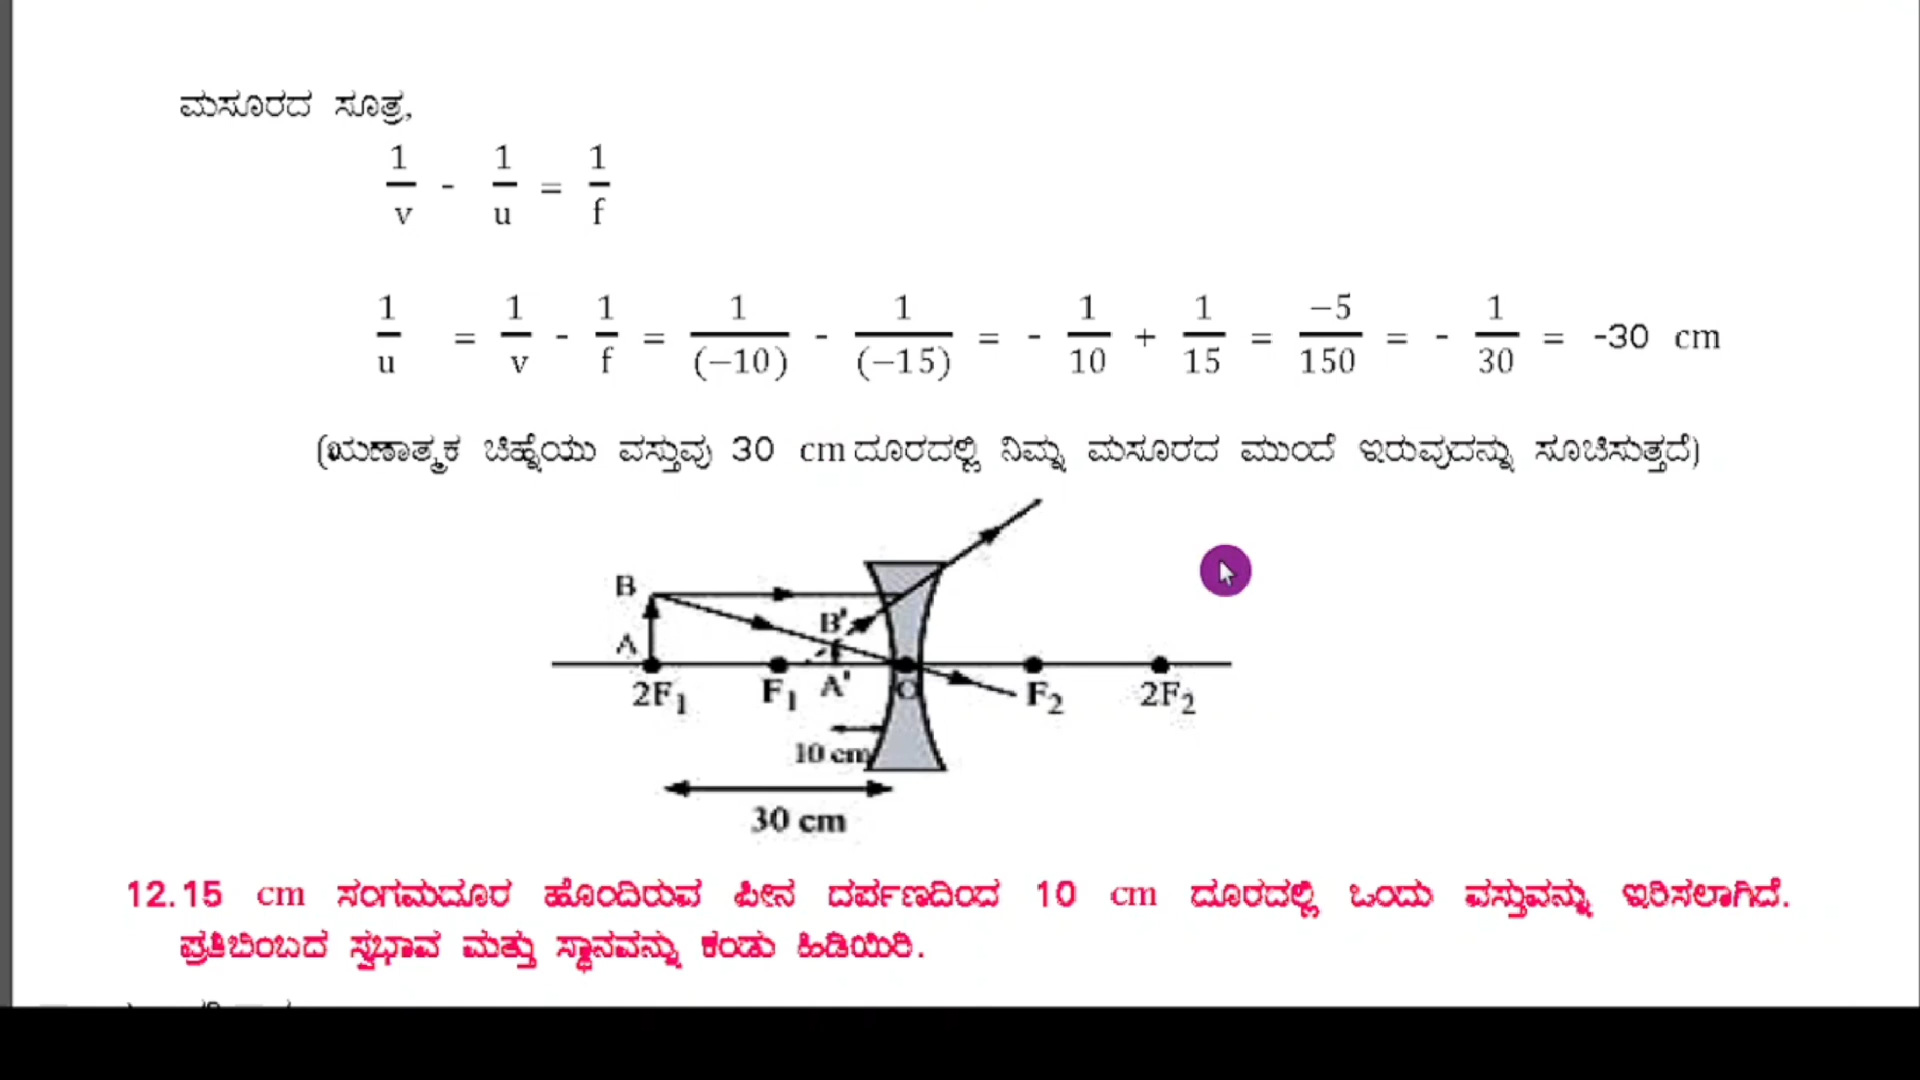 ಮಸೂರದ ಸೂತ್ರ,
1/v - 1/u = 1/f
1/u = 1/v - 1/f = 1/(−10) - 1/(−15) = - 1/10 + 1/15 = −5/150 = - 1/30 = -30 cm
(ಋಣಾತ್ಮಕ ಚಿಹ್ನೆಯು ವಸ್ತುವು 30 cm ದೂರದಲ್ಲಿ ನಿಮ್ನ ಮಸೂರದ ಮುಂದೆ ಇರುವುದನ್ನು ಸೂಚಿಸುತ್ತದೆ)
B
B'
A
2F₁ F₁ A' O F₂ 2F₂
10 cm
30 cm
12.15 cm ಸಂಗಮದೂರ ಹೊಂದಿರುವ ಪೀನ ದರ್ಪಣದಿಂದ 10 cm ದೂರದಲ್ಲಿ ಒಂದು ವಸ್ತುವನ್ನು ಇರಿಸಲಾಗಿದೆ.
ಪ್ರತಿಬಿಂಬದ ಸ್ವಭಾವ ಮತ್ತು ಸ್ಥಾನವನ್ನು ಕಂಡು ಹಿಡಿಯಿರಿ.